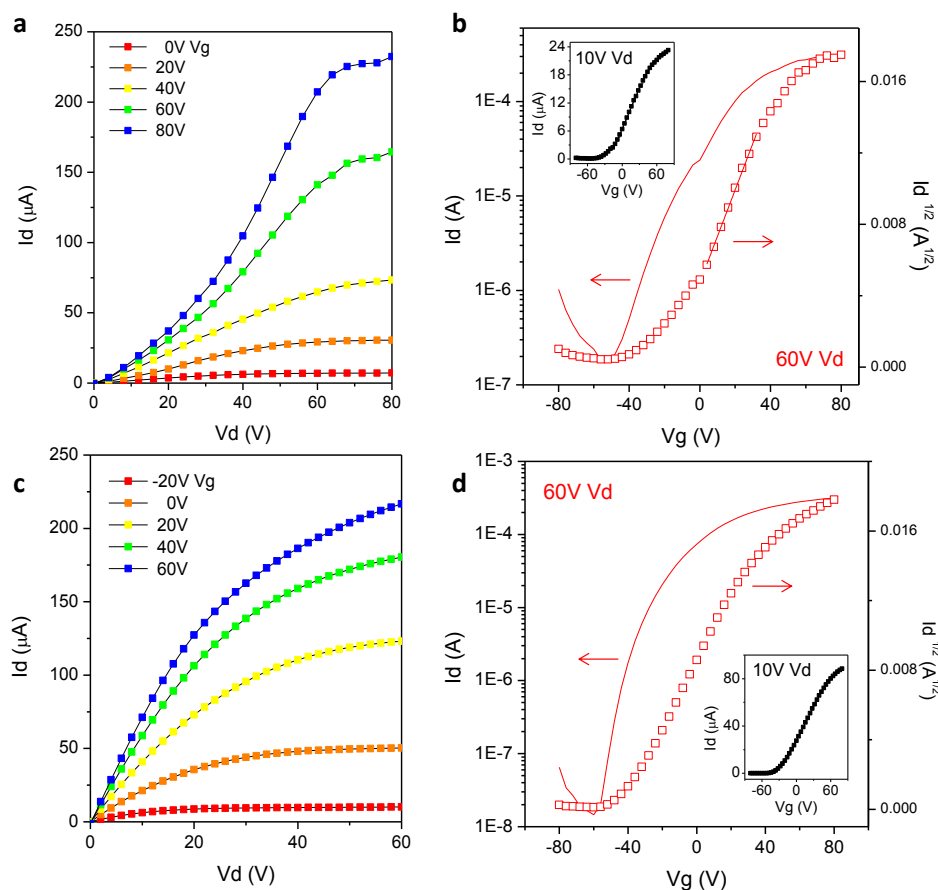 a
250
200
150
100
50
0
0 20 40 60 80
Id (μA)
Vd (V)
0V Vg
20V
40V
60V
80V
b
1E-4
1E-5
1E-6
1E-7
-80 -40 0 40 80
Id (A)
Vg (V)
0.016
0.008
0.000
Id 1/2 (A1/2)
60V Vd
10V Vd
24
18
12
6
0
-60 0 60
Id (μA)
Vg (V)
c
250
200
150
100
50
0
0 20 40 60
Id (μA)
Vd (V)
-20V Vg
0V
20V
40V
60V
d
1E-3
1E-4
1E-5
1E-6
1E-7
1E-8
-80 -40 0 40 80
Id (A)
Vg (V)
0.016
0.008
0.000
Id 1/2 (A1/2)
60V Vd
10V Vd
80
40
0
-60 0 60
Id (μA)
Vg (V)